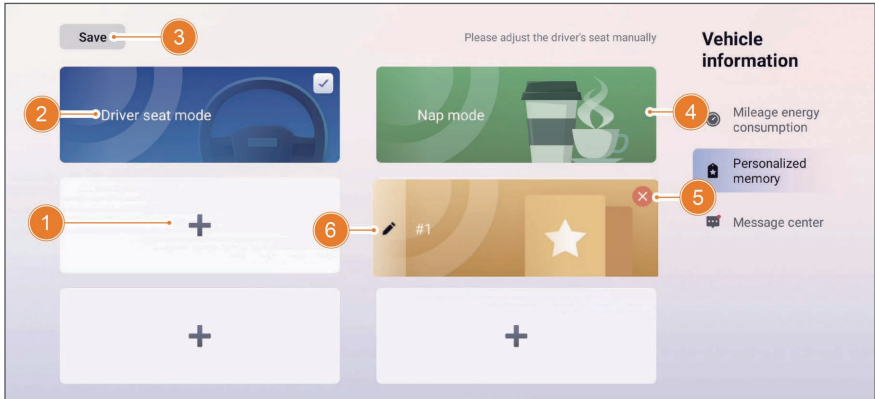 Save
3
Please adjust the driver's seat manually
Vehicle
information
2
Driver seat mode
Nap mode
4
Mileage energy
consumption
Personalized
memory
1
6
#1
5
Message center